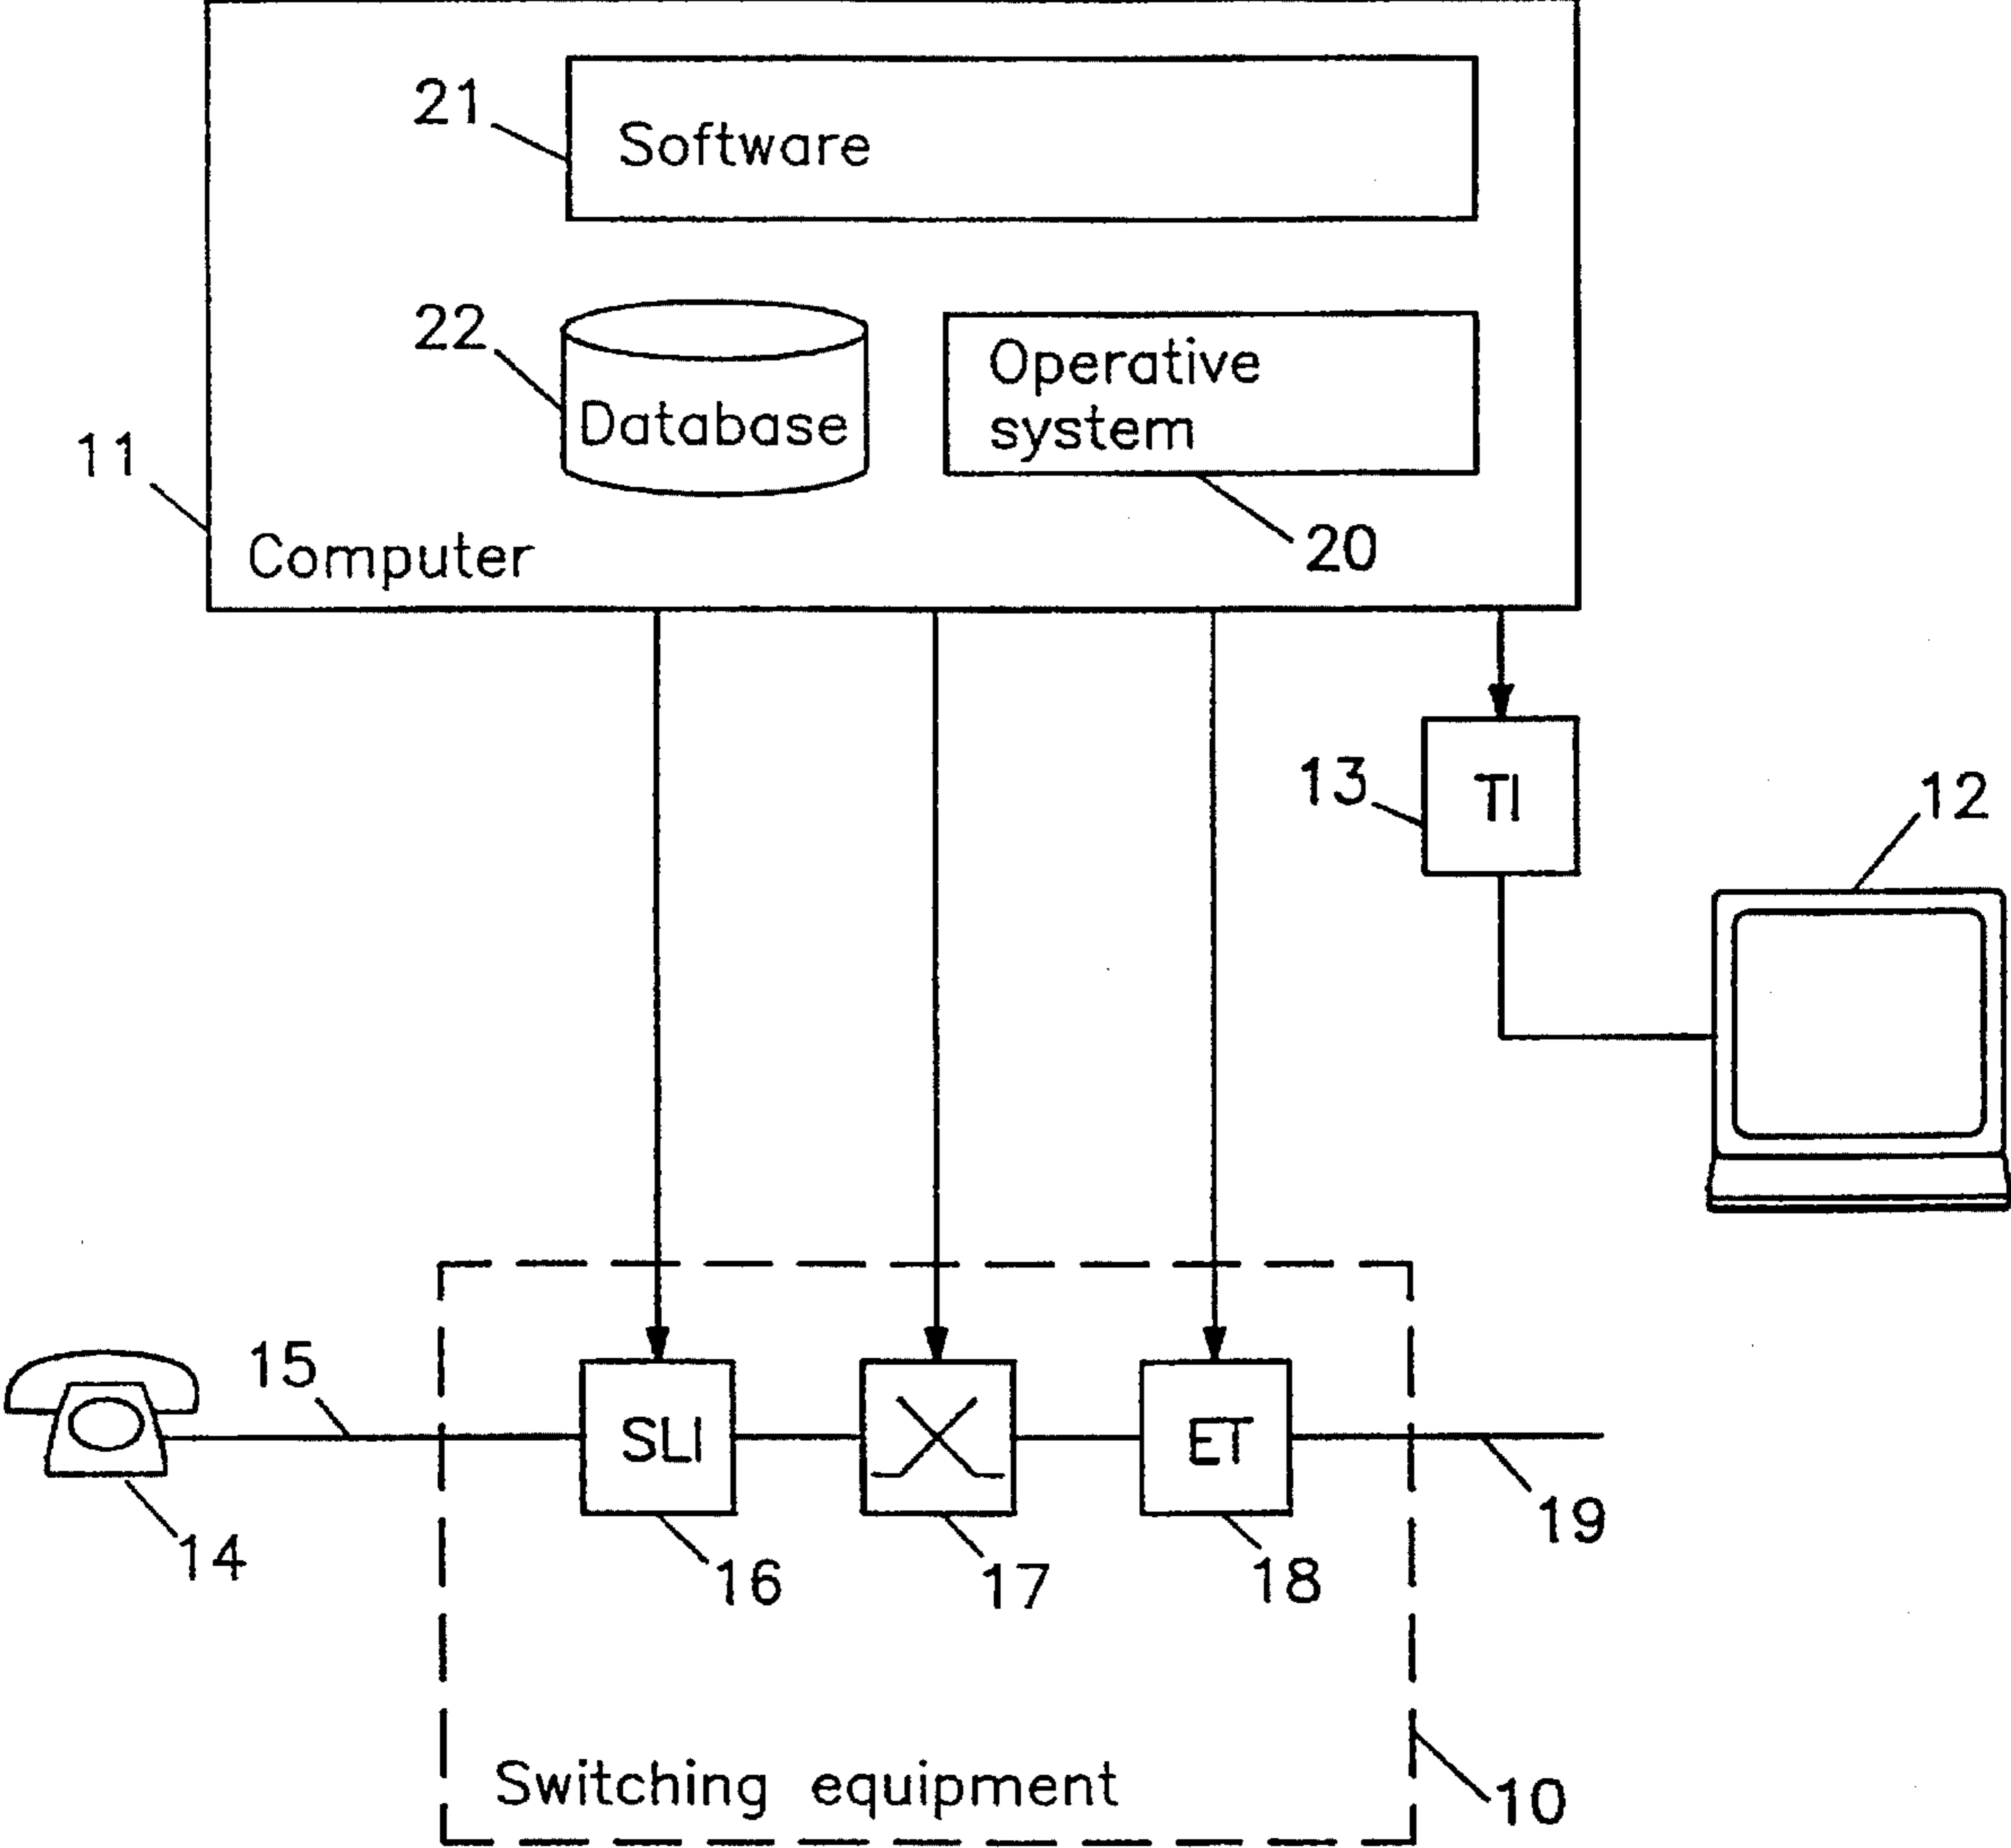 21
Software
22
Database
Operative
system
11
Computer
20
13
TI
12
15
SLI
ET
14
16
17
18
19
Switching equipment
10